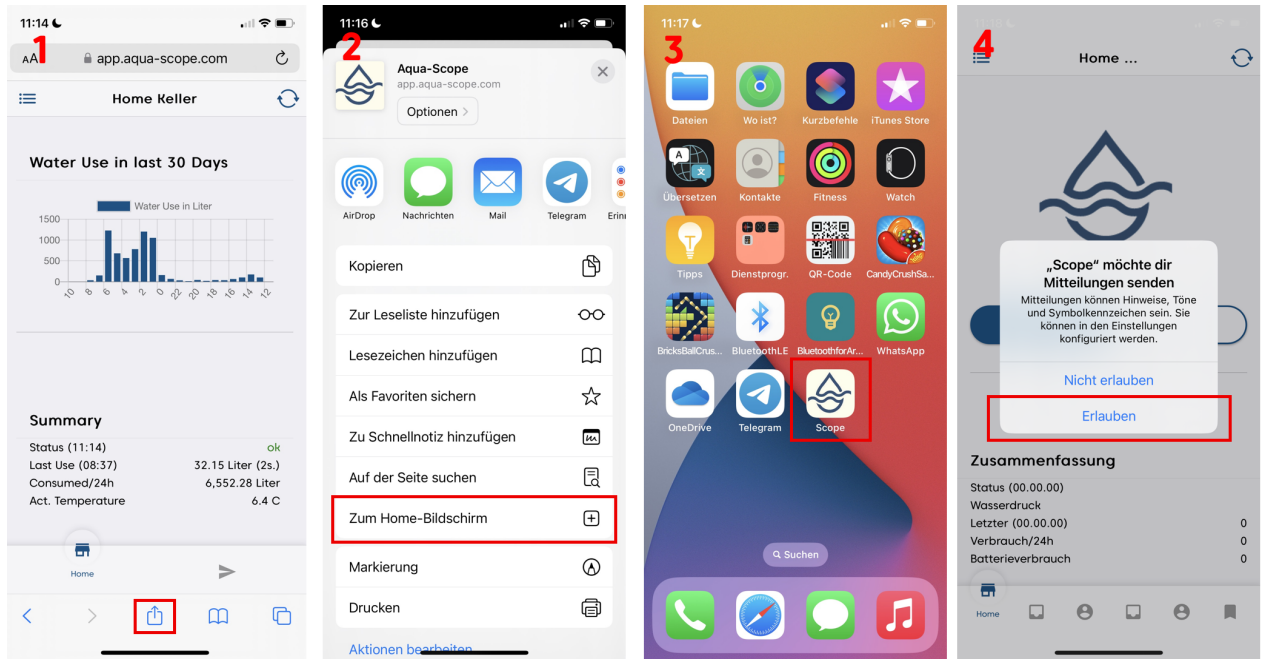 11:14
1
AA app.aqua-scope.com
Home Keller
Water Use in last 30 Days
Water Use in Liter
1500
1000
500
0
10 8 6 4 2 0 22 20 18 16 14 12
Summary
Status (11:14) ok
Last Use (08:37) 32.15 Liter (2s.)
Consumed/24h 6,552.28 Liter
Act. Temperature 6.4 C
Home
11:16
2
Aqua-Scope
app.aqua-scope.com
Optionen >
AirDrop Nachrichten Mail Telegram Erin
Kopieren
Zur Leseliste hinzufügen
Lesezeichen hinzufügen
Als Favoriten sichern
Zu Schnellnotiz hinzufügen
Auf der Seite suchen
Zum Home-Bildschirm
Markierung
Drucken
Aktionen bearbeiten
11:17
3
Dateien Wo ist? Kurzbefehle iTunes Store
Übersetzen Kontakte Fitness Watch
Tipps Dienstprogr. QR-Code CandyCrushSa...
BricksBallCrus... BluetoothLE BluetoothforAr... WhatsApp
OneDrive Telegram Scope
Suchen
4
Home ...
„Scope“ möchte dir
Mitteilungen senden
Mitteilungen können Hinweise, Töne
und Symbolkennzeichen sein. Sie
können in den Einstellungen
konfiguriert werden.
Nicht erlauben
Erlauben
Zusammenfassung
Status (00.00.00)
Wasserdruck
Letzter (00.00.00) 0
Verbrauch/24h 0
Batterieverbrauch 0
Home